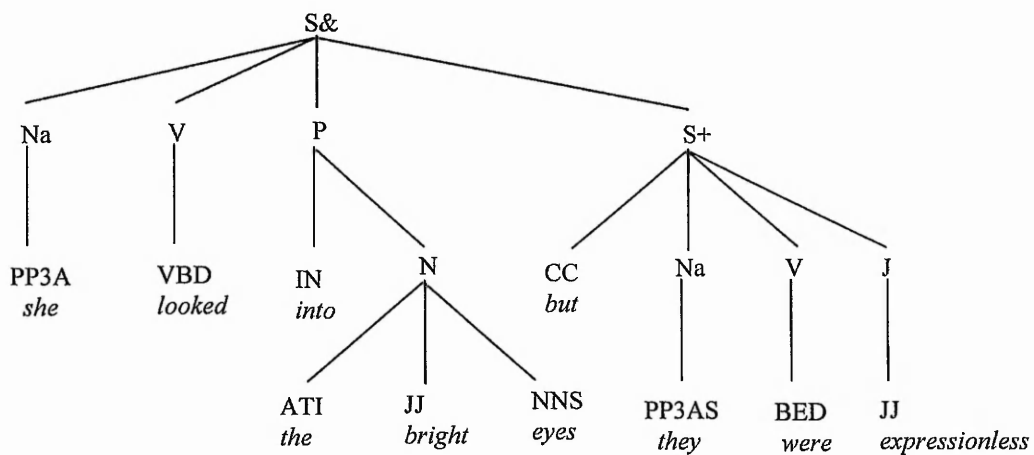 S&
Na V P S+
PP3A VBD IN N CC Na V J
she looked into but
ATI JJ NNS PP3AS BED JJ
the bright eyes they were expressionless